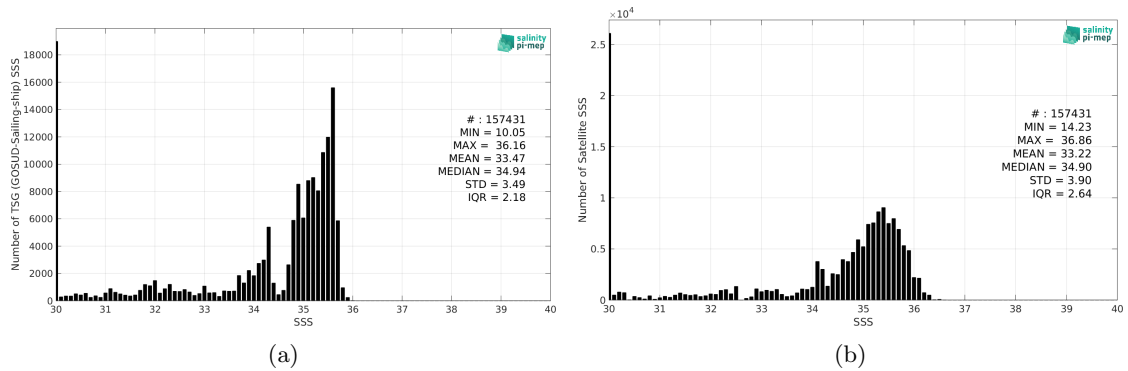 Number of TSG (GOSUD-Sailing-ship) SSS
18000
16000
14000
12000
10000
8000
6000
4000
2000
0
30 31 32 33 34 35 36 37 38 39 40
SSS
salinity
pi-mep
# : 157431
MIN = 10.05
MAX = 36.16
MEAN = 33.47
MEDIAN = 34.94
STD = 3.49
IQR = 2.18
(a)
×10⁴
Number of Satellite SSS
2.5
2
1.5
1
0.5
0
30 31 32 33 34 35 36 37 38 39 40
SSS
salinity
pi-mep
# : 157431
MIN = 14.23
MAX = 36.86
MEAN = 33.22
MEDIAN = 34.90
STD = 3.90
IQR = 2.64
(b)